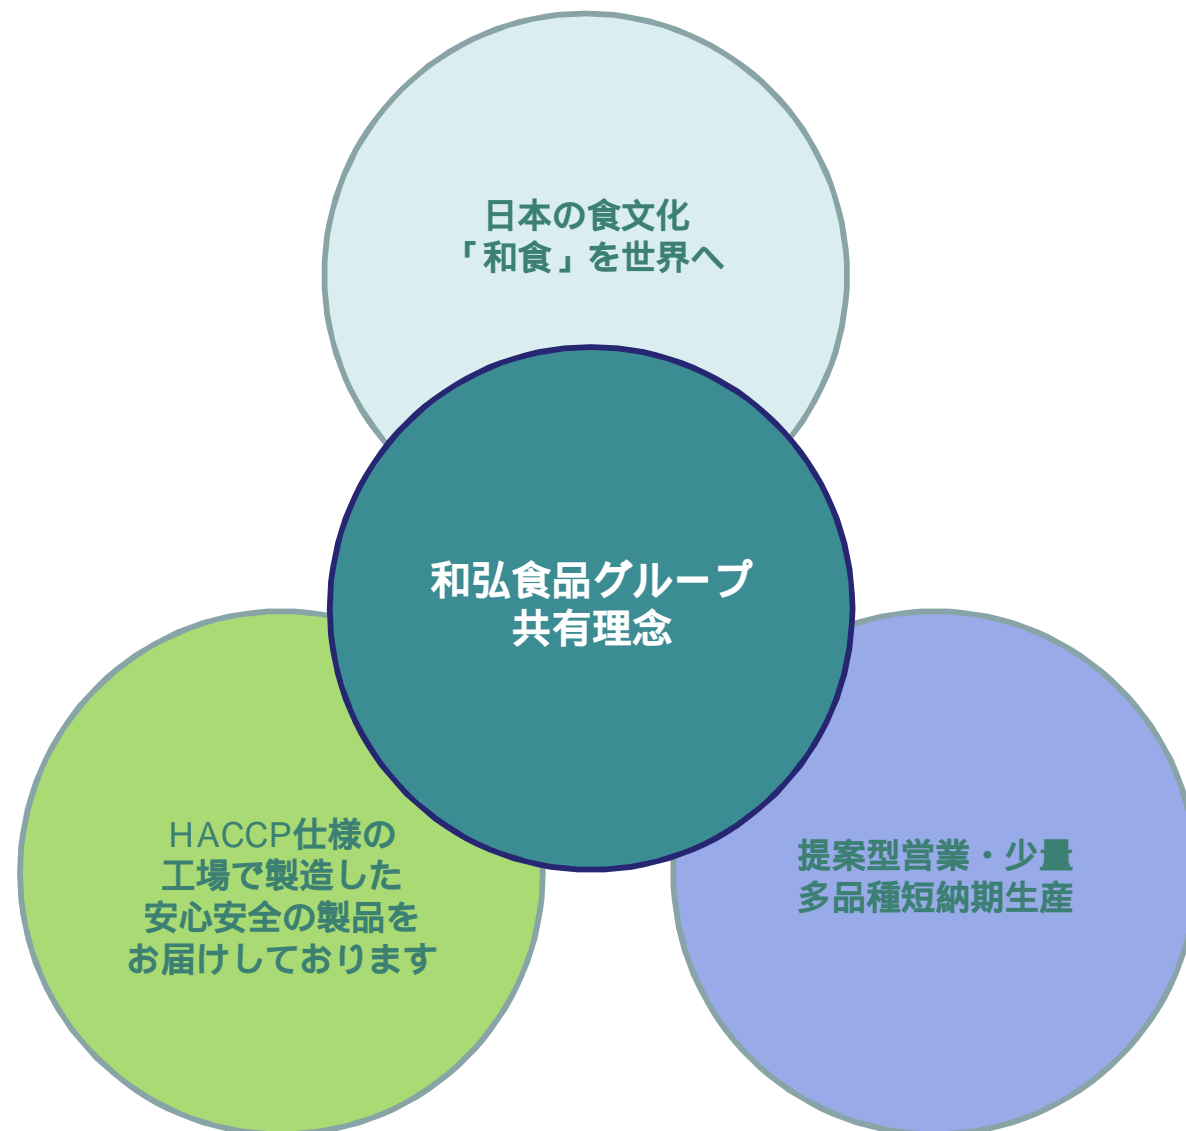 日本の食文化
「和食」を世界へ
和弘食品グループ
共有理念
HACCP仕様の
工場で製造した
安心安全の製品を
お届けしております
提案型営業・少量
多品種短納期生産